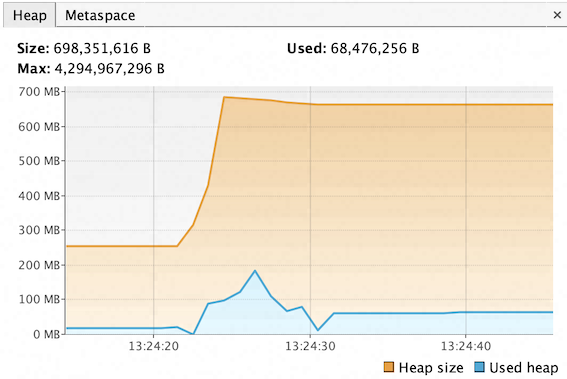 Heap Metaspace ×
Size: 698,351,616 B Used: 68,476,256 B
Max: 4,294,967,296 B
700 MB
600 MB
500 MB
400 MB
300 MB
200 MB
100 MB
0 MB
13:24:20 13:24:30 13:24:40
Heap size Used heap